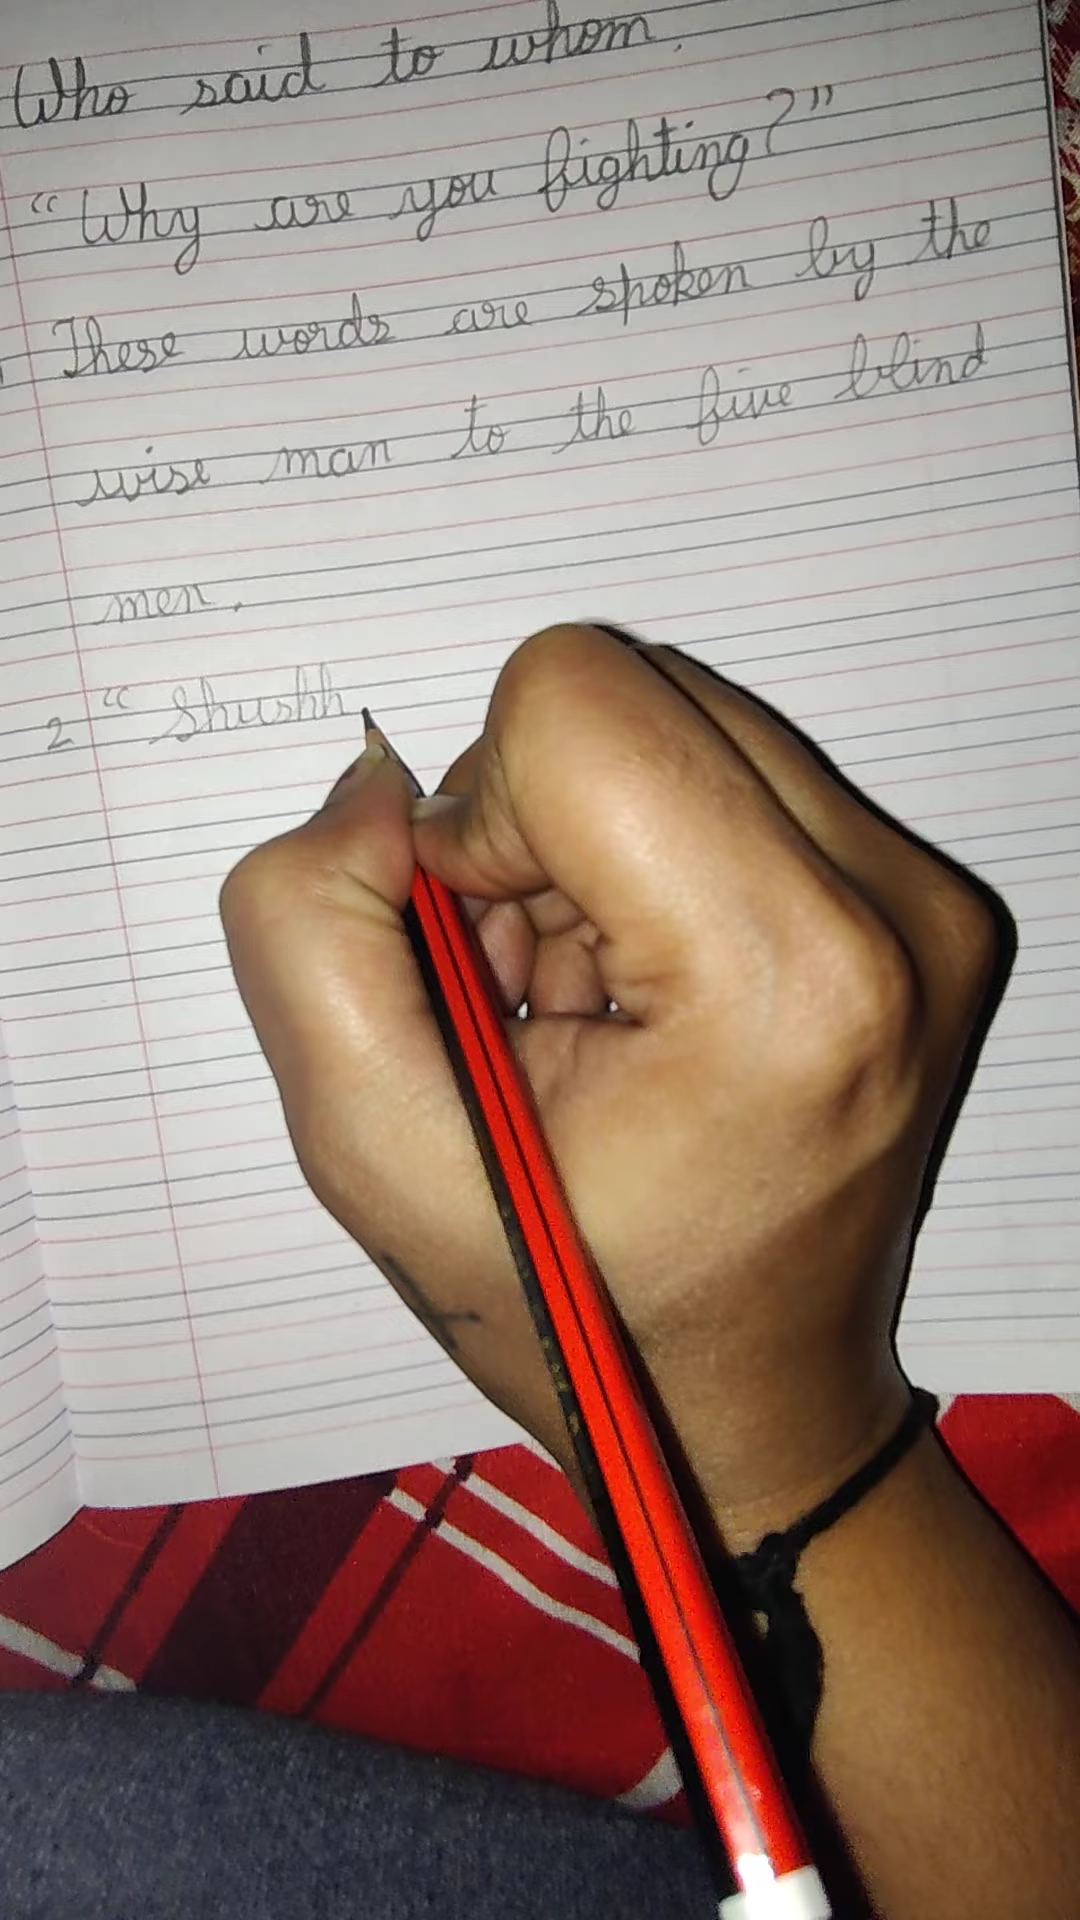 Who said to whom.
“Why are you fighting?”
These words are spoken by the
wise man to the five blind
men.
2 “Shushh